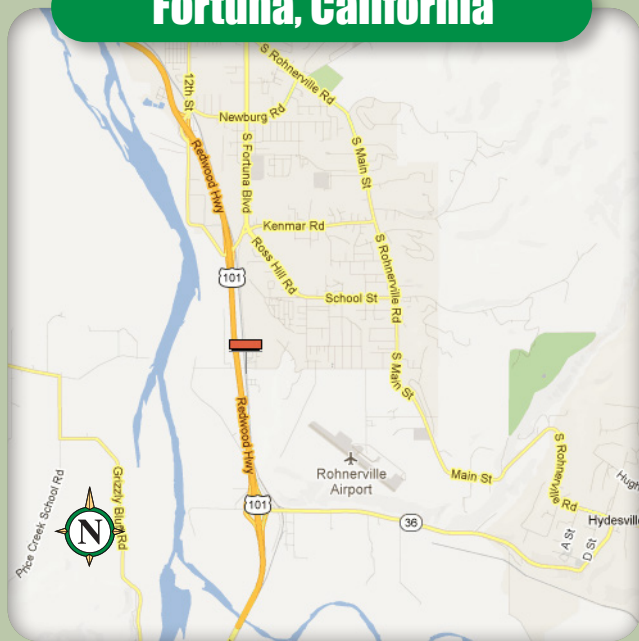 Fortuna, California
S Rohnerville Rd
12th St
Newburg Rd
S Fortuna Blvd
S Main St
Redwood Hwy
Kenmar Rd
Ross Hill Rd
S Rohnerville Rd
101
School St
S Main St
Redwood Hwy
Rohnerville
Airport
Main St
S Rohnerville Rd
Price Creek School Rd
Grizzly Bluff Rd
N
101
36
Hydesvill
A St
D St
Hugh